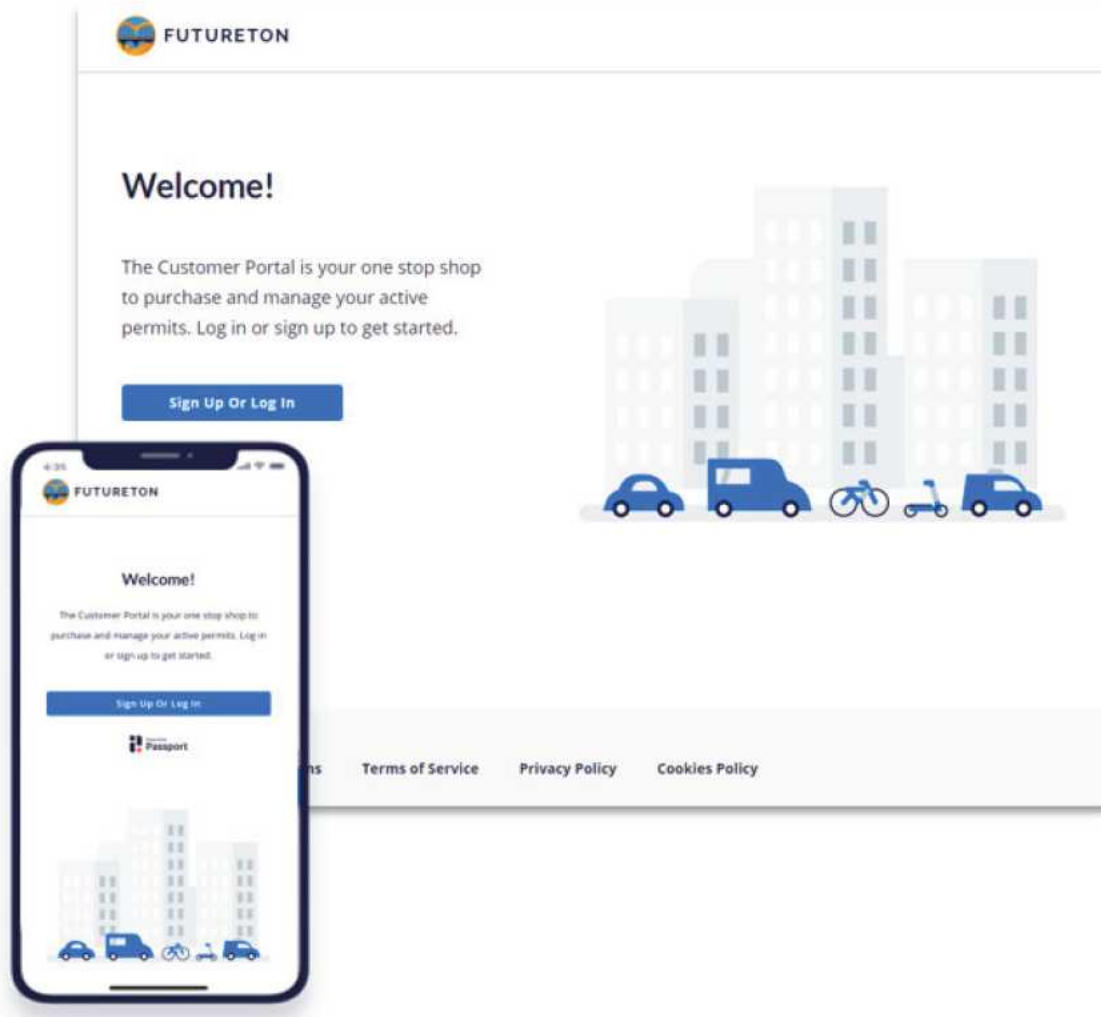 FUTURETON
Welcome!
The Customer Portal is your one stop shop
to purchase and manage your active
permits. Log in or sign up to get started.
Sign Up Or Log In
4:35
FUTURETON
Welcome!
The Customer Portal is your one stop shop to
purchase and manage your active permits. Log in
or sign up to get started.
Sign Up Or Log In
Passport
ns Terms of Service Privacy Policy Cookies Policy